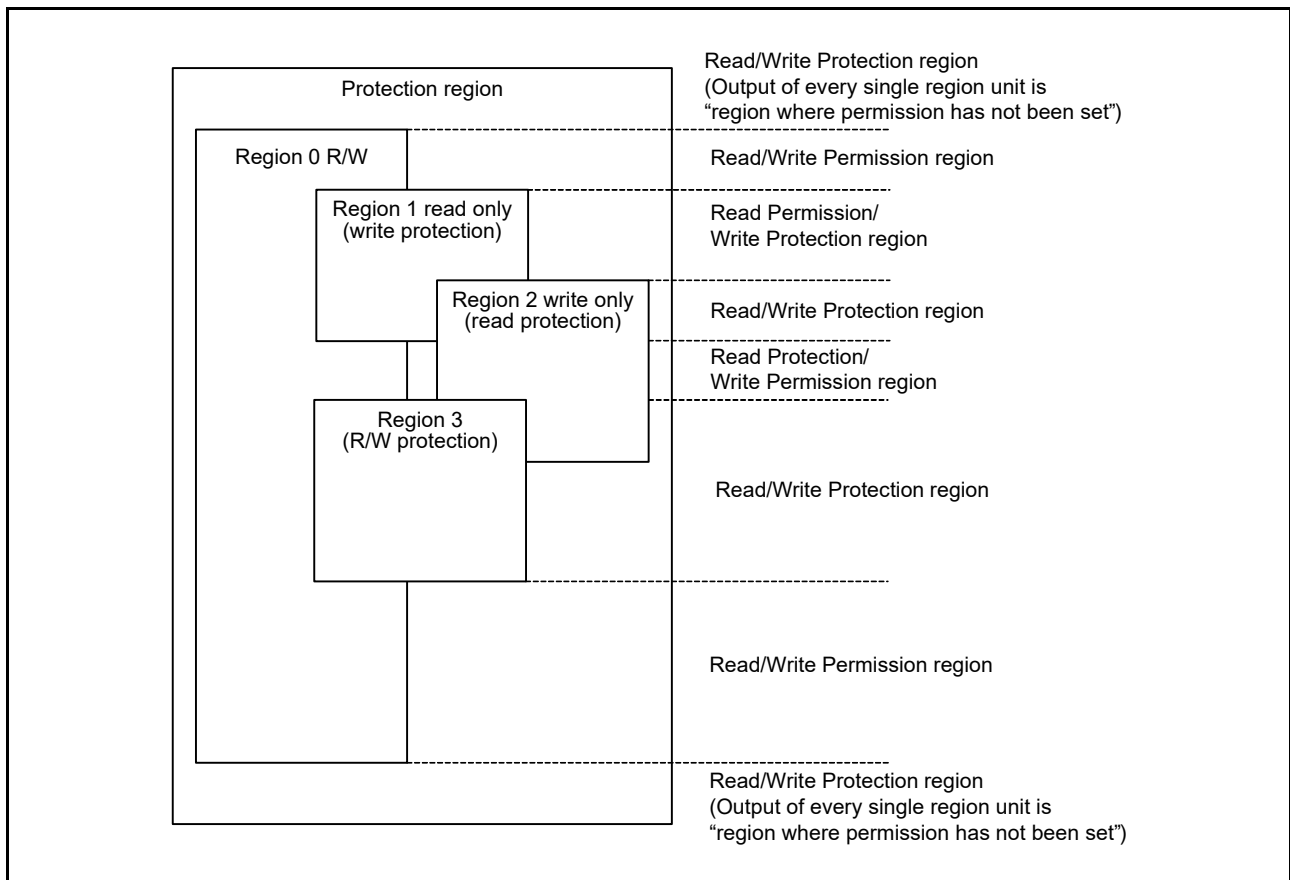 Protection region
Region 0 R/W
Region 1 read only
(write protection)
Region 2 write only
(read protection)
Region 3
(R/W protection)
Read/Write Protection region
(Output of every single region unit is
“region where permission has not been set”)
Read/Write Permission region
Read Permission/
Write Protection region
Read/Write Protection region
Read Protection/
Write Permission region
Read/Write Protection region
Read/Write Permission region
Read/Write Protection region
(Output of every single region unit is
“region where permission has not been set”)